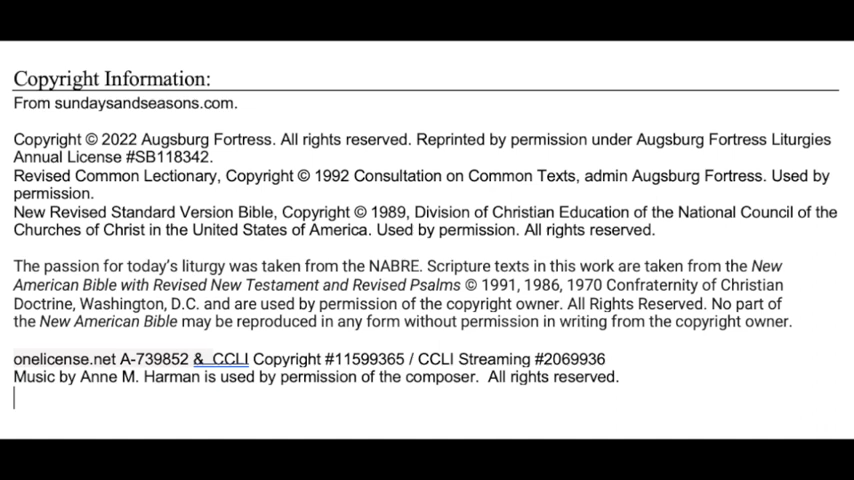 Copyright Information:
From sundaysandseasons.com.
Copyright © 2022 Augsburg Fortress. All rights reserved. Reprinted by permission under Augsburg Fortress Liturgies
Annual License #SB118342.
Revised Common Lectionary, Copyright © 1992 Consultation on Common Texts, admin Augsburg Fortress. Used by
permission.
New Revised Standard Version Bible, Copyright © 1989, Division of Christian Education of the National Council of the
Churches of Christ in the United States of America. Used by permission. All rights reserved.
The passion for today's liturgy was taken from the NABRE. Scripture texts in this work are taken from the New
American Bible with Revised New Testament and Revised Psalms © 1991, 1986, 1970 Confraternity of Christian
Doctrine, Washington, D.C. and are used by permission of the copyright owner. All Rights Reserved. No part of
the New American Bible may be reproduced in any form without permission in writing from the copyright owner.
onelicense.net A-739852 &  CCLI Copyright #11599365 / CCLI Streaming #2069936
Music by Anne M. Harman is used by permission of the composer.  All rights reserved.